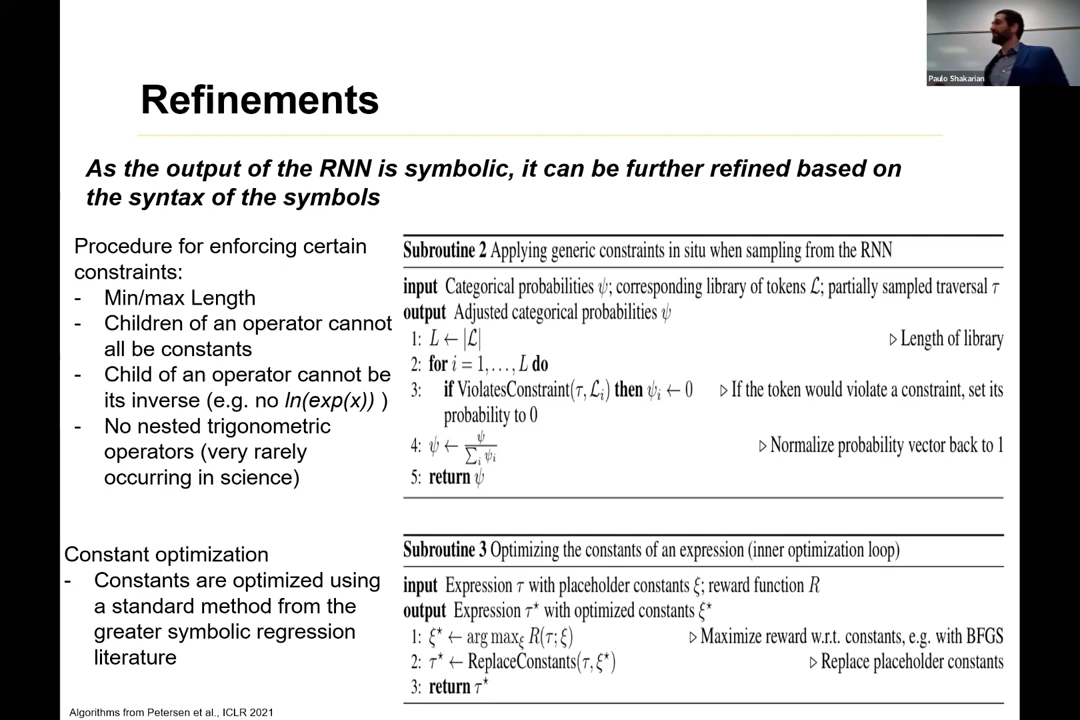 Paulo Shakarian
Refinements
As the output of the RNN is symbolic, it can be further refined based on
the syntax of the symbols
Procedure for enforcing certain
constraints:
- Min/max Length
- Children of an operator cannot
all be constants
- Child of an operator cannot be
its inverse (e.g. no ln(exp(x)) )
- No nested trigonometric
operators (very rarely
occurring in science)
Constant optimization
- Constants are optimized using
a standard method from the
greater symbolic regression
literature
Subroutine 2 Applying generic constraints in situ when sampling from the RNN
input Categorical probabilities ψ; corresponding library of tokens ℒ; partially sampled traversal τ
output Adjusted categorical probabilities ψ
1: L ← |ℒ| ▷ Length of library
2: for i = 1, . . . , L do
3: if ViolatesConstraint(τ, ℒᵢ) then ψᵢ ← 0 ▷ If the token would violate a constraint, set its
probability to 0
4: ψ ← ψ / ∑ᵢ ψᵢ ▷ Normalize probability vector back to 1
5: return ψ
Subroutine 3 Optimizing the constants of an expression (inner optimization loop)
input Expression τ with placeholder constants ξ; reward function R
output Expression τ* with optimized constants ξ*
1: ξ* ← arg max_ξ R(τ; ξ) ▷ Maximize reward w.r.t. constants, e.g. with BFGS
2: τ* ← ReplaceConstants(τ, ξ*) ▷ Replace placeholder constants
3: return τ*
Algorithms from Petersen et al., ICLR 2021